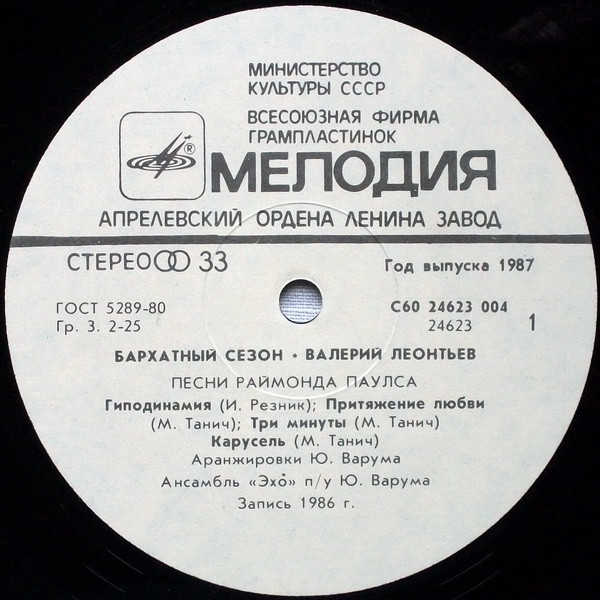 МИНИСТЕРСТВО
КУЛЬТУРЫ СССР
ВСЕСОЮЗНАЯ ФИРМА
ГРАМПЛАСТИНОК
®
МЕЛОДИЯ
АПРЕЛЕВСКИЙ ОРДЕНА ЛЕНИНА ЗАВОД
СТЕРЕО 33
Год выпуска 1987
ГОСТ 5289-80
Гр. 3. 2-25
С60 24623 004
24623
1
БАРХАТНЫЙ СЕЗОН • ВАЛЕРИЙ ЛЕОНТЬЕВ
ПЕСНИ РАЙМОНДА ПАУЛСА
Гиподинамия (И. Резник); Притяжение любви
(М. Танич); Три минуты (М. Танич)
Карусель (М. Танич)
Аранжировки Ю. Варума
Ансамбль «Эхо» п/у Ю. Варума
Запись 1986 г.